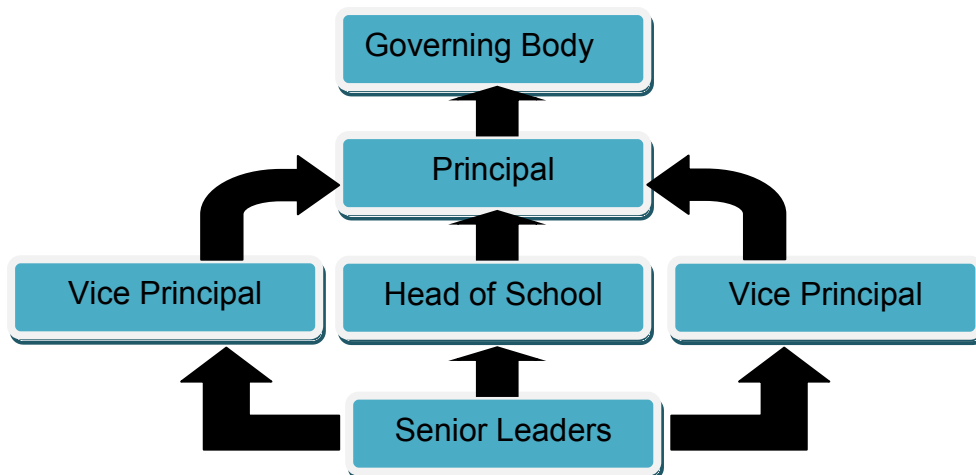 Governing Body
Principal
Vice Principal
Head of School
Vice Principal
Senior Leaders